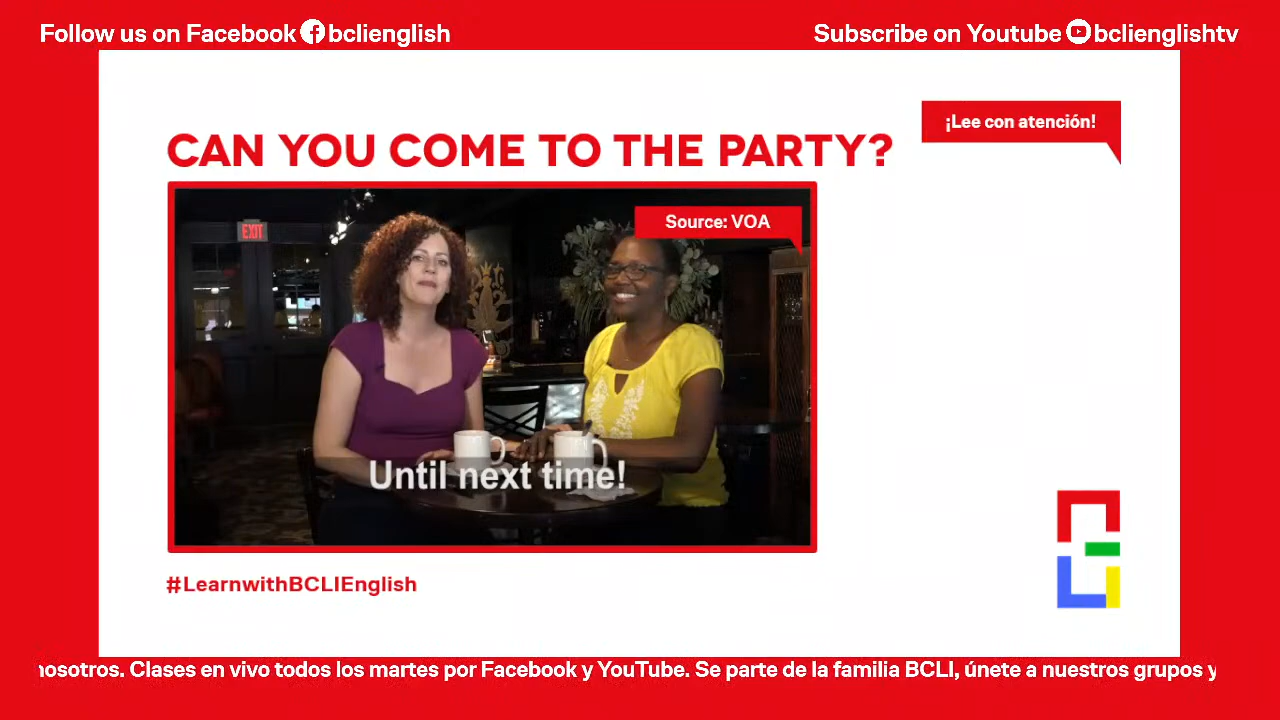 Follow us on Facebook bclienglish
Subscribe on Youtube bclienglishtv
¡Lee con atención!
CAN YOU COME TO THE PARTY?
Source: VOA
EXIT
Until next time!
#LearnwithBCLIEnglish
nosotros. Clases en vivo todos los martes por Facebook y YouTube. Se parte de la familia BCLI, únete a nuestros grupos y